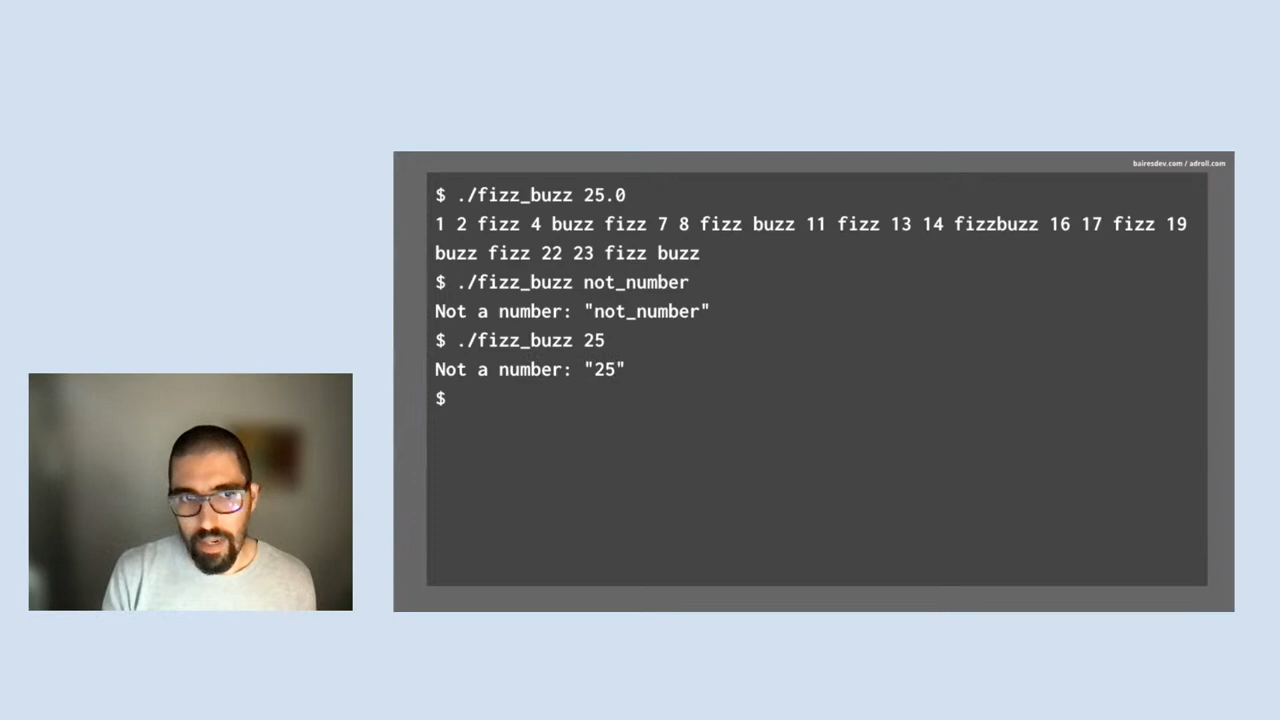 bairesdev.com / adroll.com
$ ./fizz_buzz 25.0
1 2 fizz 4 buzz fizz 7 8 fizz buzz 11 fizz 13 14 fizzbuzz 16 17 fizz 19
buzz fizz 22 23 fizz buzz
$ ./fizz_buzz not_number
Not a number: "not_number"
$ ./fizz_buzz 25
Not a number: "25"
$